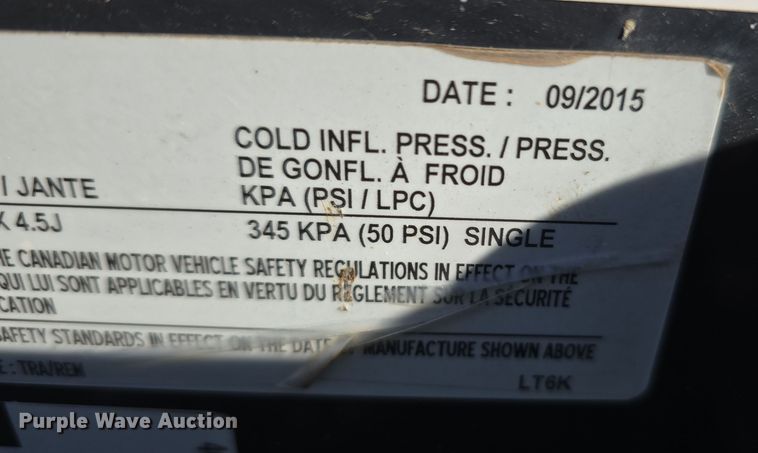 DATE : 09/2015
COLD INFL. PRESS. / PRESS.
DE GONFL. À FROID
I JANTE KPA (PSI / LPC)
X 4.5J 345 KPA (50 PSI) SINGLE
CANADIAN MOTOR VEHICLE SAFETY REGULATIONS IN EFFECT ON THE
QUI LUI SONT APPLICABLES EN VERTU DU RÈGLEMENT SUR LA SÉCURITÉ
CATION
SAFETY STANDARDS IN EFFECT ON THE DATE OF MANUFACTURE SHOWN ABOVE
: TRA/REM LT6K
Purple Wave Auction